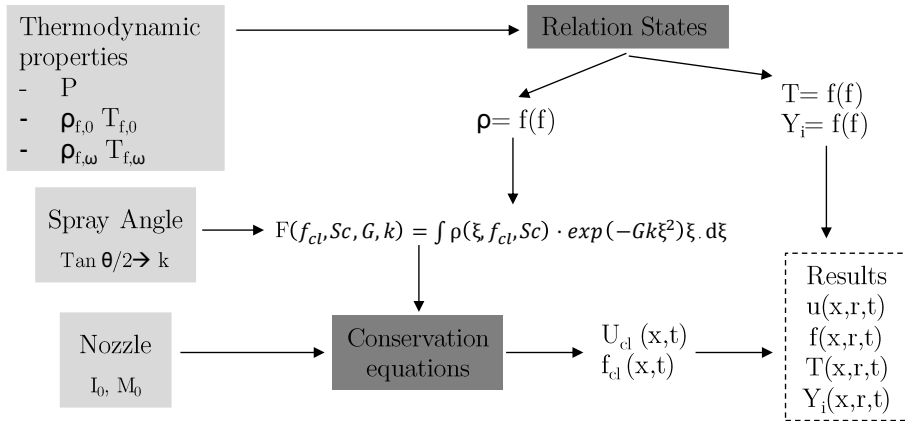 Thermodynamic
properties
- P
- ρf,0 Tf,0
- ρf,ω Tf,ω
Relation States
ρ= f(f)
T= f(f)
Yi= f(f)
Spray Angle
Tan θ/2→ k
F(fcl, Sc, G, k) = ∫ ρ(ξ, fcl, Sc) · exp(−Gkξ²)ξ. dξ
Nozzle
I0, M0
Conservation
equations
Ucl (x,t)
fcl (x,t)
Results
u(x,r,t)
f(x,r,t)
T(x,r,t)
Yi(x,r,t)